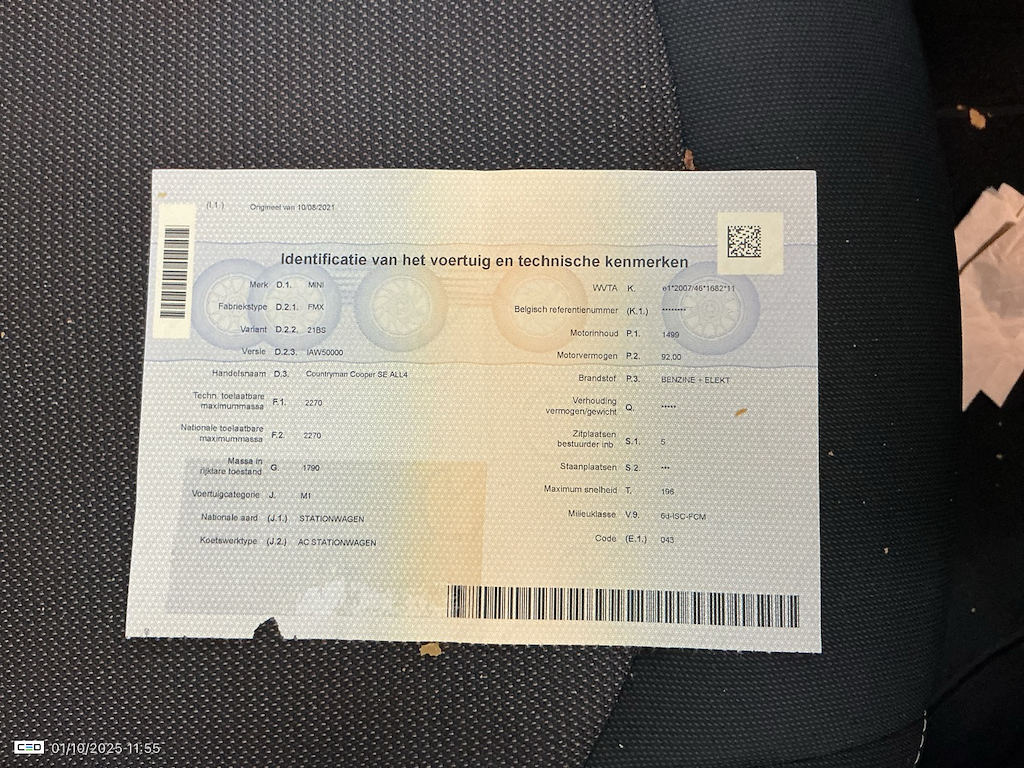 (I.1.) Origineel van 10/08/2021
Identificatie van het voertuig en technische kenmerken
Merk D.1. MINI
Fabriekstype D.2.1. FMX
Variant D.2.2. 21BS
Versie D.2.3. IAW50000
Handelsnaam D.3. Countryman Cooper SE ALL4
Techn. toelaatbare
maximummassa F.1. 2270
Nationale toelaatbare
maximummassa F.2. 2270
Massa in
rijklare toestand G. 1790
Voertuigcategorie J. M1
Nationale aard (J.1.) STATIONWAGEN
Koetswerktype (J.2.) AC STATIONWAGEN
WVTA K. e1*2007/46*1682*11
Belgisch referentienummer (K.1.) ********
Motorinhoud P.1. 1499
Motorvermogen P.2. 92,00
Brandstof P.3. BENZINE + ELEKT
Verhouding
vermogen/gewicht Q. *****
Zitplaatsen
bestuurder inb. S.1. 5
Staanplaatsen S.2. ***
Maximum snelheid T. 196
Milieuklasse V.9. 6d-ISC-FCM
Code (E.1.) 043
CEO 01/10/2025 11:55